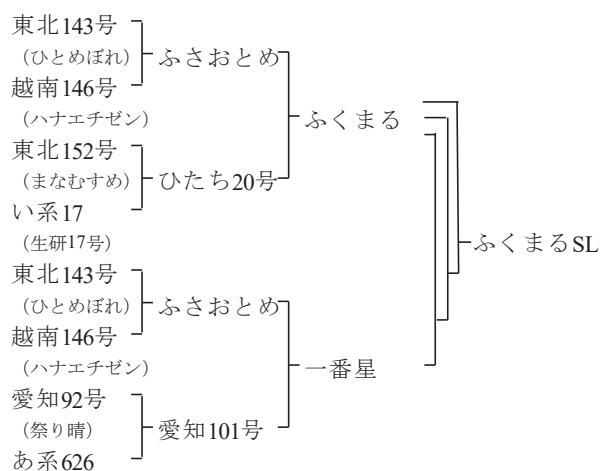 東北143号
（ひとめぼれ）
ふさおとめ
越南146号
（ハナエチゼン）
ふくまる
東北152号
（まなむすめ）
ひたち20号
い系17
（生研17号）
ふくまるSL
東北143号
（ひとめぼれ）
ふさおとめ
越南146号
（ハナエチゼン）
一番星
愛知92号
（祭り晴）
愛知101号
あ系626